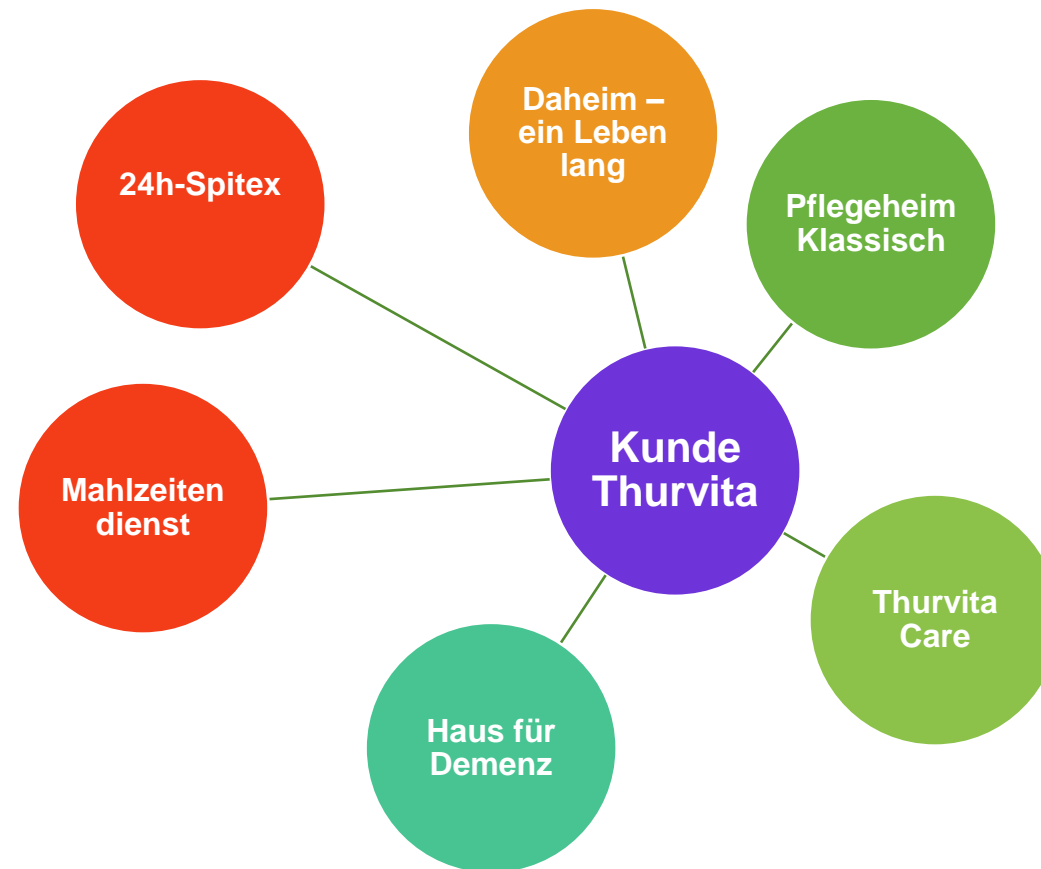 Daheim –
ein Leben
lang
24h-Spitex
Pflegeheim
Klassisch
Kunde
Thurvita
Mahlzeiten
dienst
Thurvita
Care
Haus für
Demenz